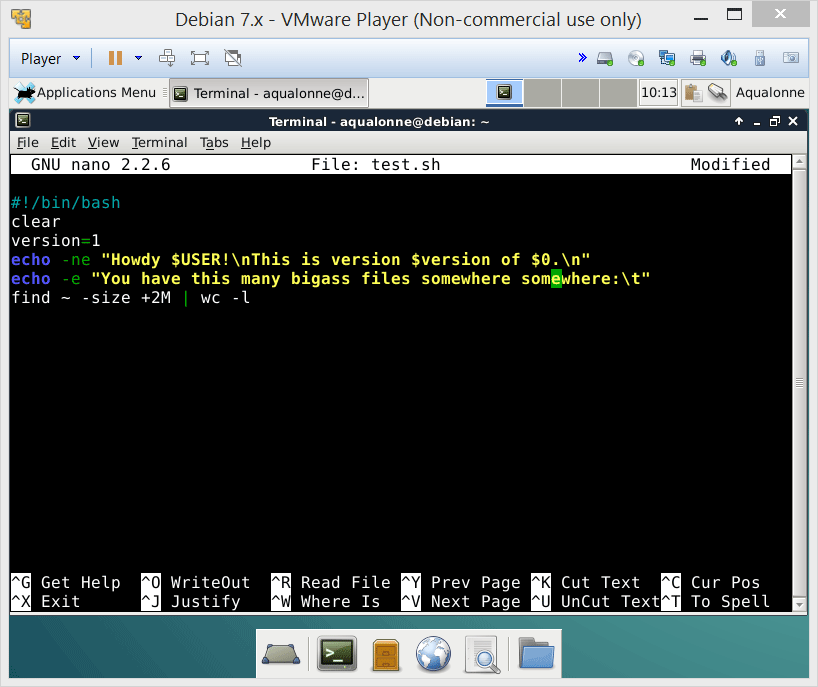 Debian 7.x - VMware Player (Non-commercial use only)
Player
Applications Menu Terminal - aqualonne@d... 10:13 Aqualonne
Terminal - aqualonne@debian: ~
File Edit View Terminal Tabs Help
GNU nano 2.2.6 File: test.sh Modified
#!/bin/bash
clear
version=1
echo -ne "Howdy $USER!\nThis is version $version of $0.\n"
echo -e "You have this many bigass files somewhere somewhere:\t"
find ~ -size +2M | wc -l
^G Get Help ^O WriteOut ^R Read File ^Y Prev Page ^K Cut Text ^C Cur Pos
^X Exit ^J Justify ^W Where Is ^V Next Page ^U UnCut Text ^T To Spell